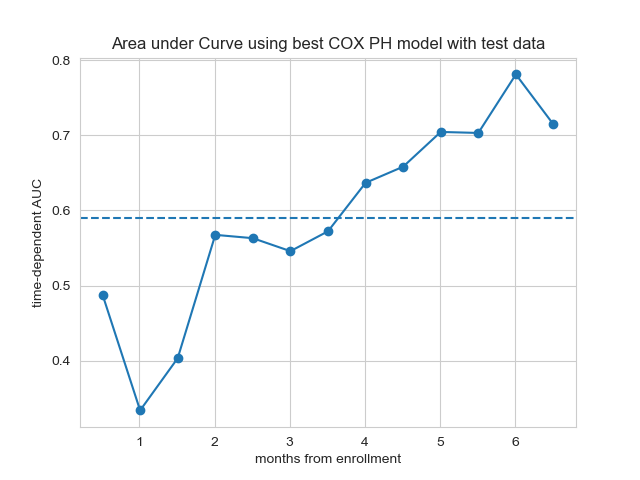 Area under Curve using best COX PH model with test data
0.8
0.7
0.6
0.5
0.4
time-dependent AUC
1 2 3 4 5 6
months from enrollment